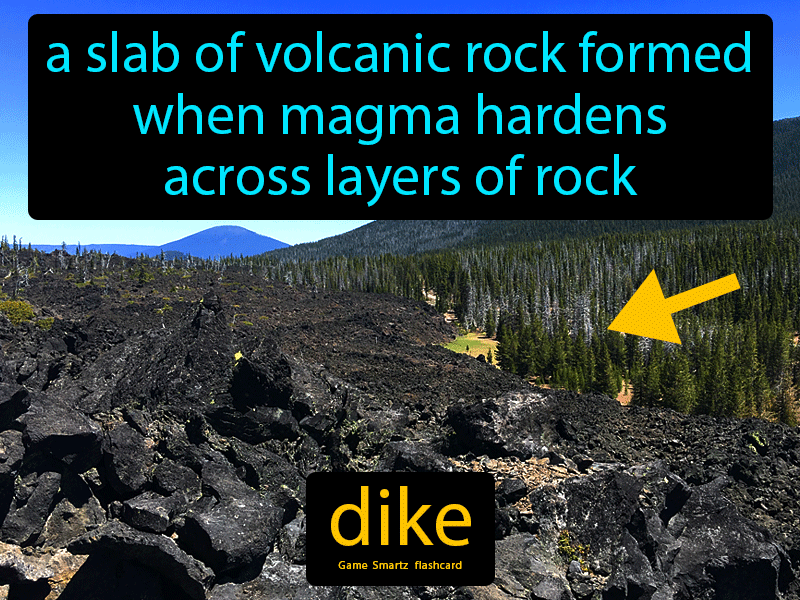 a slab of volcanic rock formed
when magma hardens
across layers of rock
dike
Game Smartz flashcard